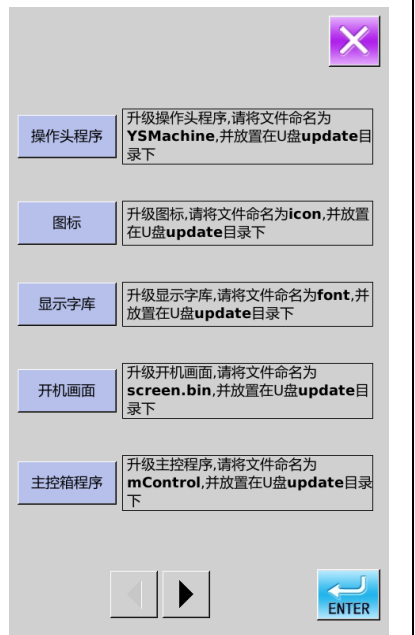 操作头程序
升级操作头程序,请将文件命名为
YSMachine,并放置在U盘update目
录下
图标
升级图标,请将文件命名为icon,并放置
在U盘update目录下
显示字库
升级显示字库,请将文件命名为font,并
放置在U盘update目录下
开机画面
升级开机画面,请将文件命名为
screen.bin,并放置在U盘update目
录下
主控箱程序
升级主控程序,请将文件命名为
mControl,并放置在U盘update目录
下
ENTER